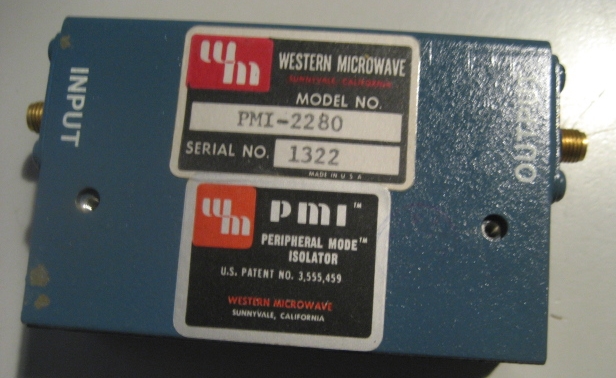 INPUT
WM
WESTERN MICROWAVE
SUNNYVALE, CALIFORNIA
MODEL NO.
PMI-2280
SERIAL NO. 1322
MADE IN U S A
WM
PMI™
PERIPHERAL MODE™
ISOLATOR
U.S. PATENT NO. 3,555,459
WESTERN MICROWAVE
SUNNYVALE, CALIFORNIA
OUTPUT